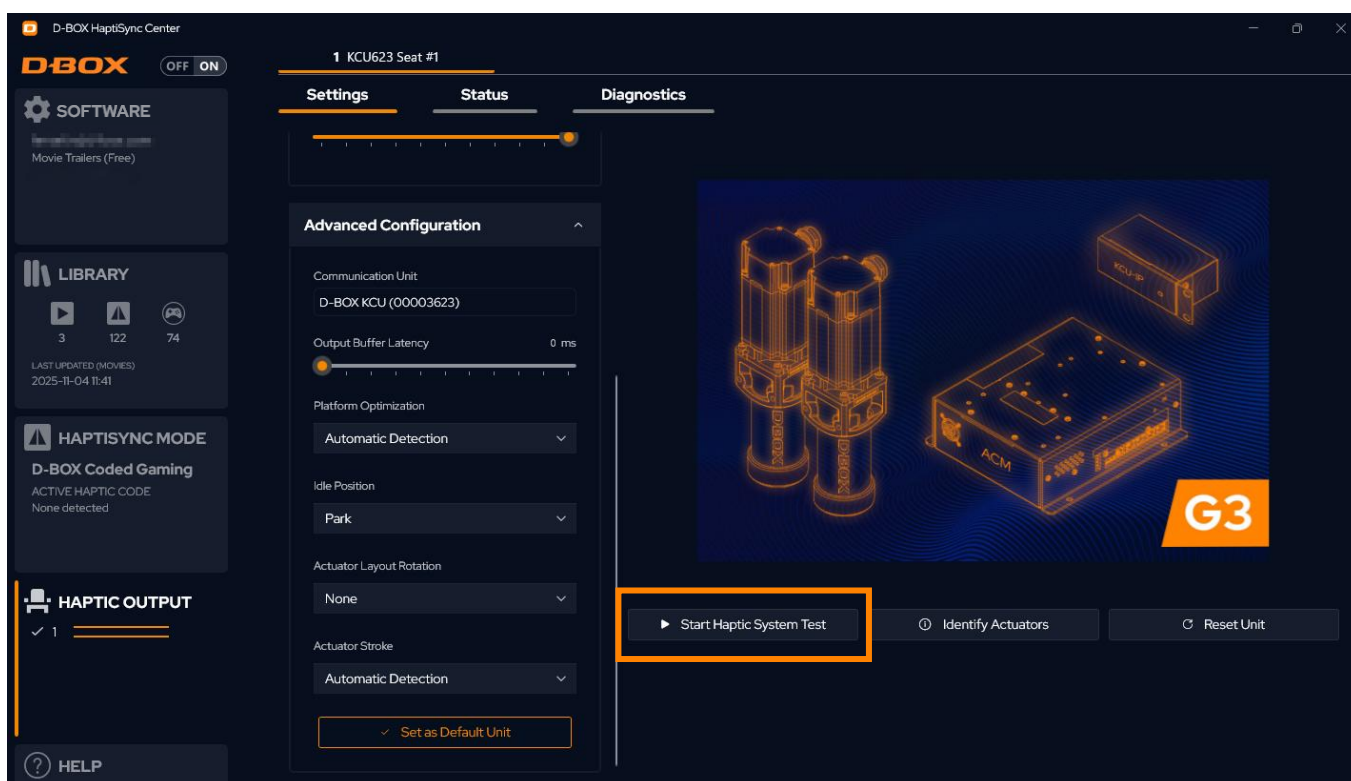 D-BOX HaptiSync Center
D-BOX
OFF ON
SOFTWARE
Movie Trailers (Free)
LIBRARY
3 122 74
LAST UPDATED (MOVIES)
2025-11-04 11:41
HAPTISYNC MODE
D-BOX Coded Gaming
ACTIVE HAPTIC CODE
None detected
HAPTIC OUTPUT
1
HELP
1 KCU623 Seat #1
Settings Status Diagnostics
Advanced Configuration
Communication Unit
D-BOX KCU (00003623)
Output Buffer Latency 0 ms
Platform Optimization
Automatic Detection
Idle Position
Park
Actuator Layout Rotation
None
Actuator Stroke
Automatic Detection
Set as Default Unit
KCU-IP
D-BOX
D-BOX
ACM
G3
Start Haptic System Test
Identify Actuators
Reset Unit